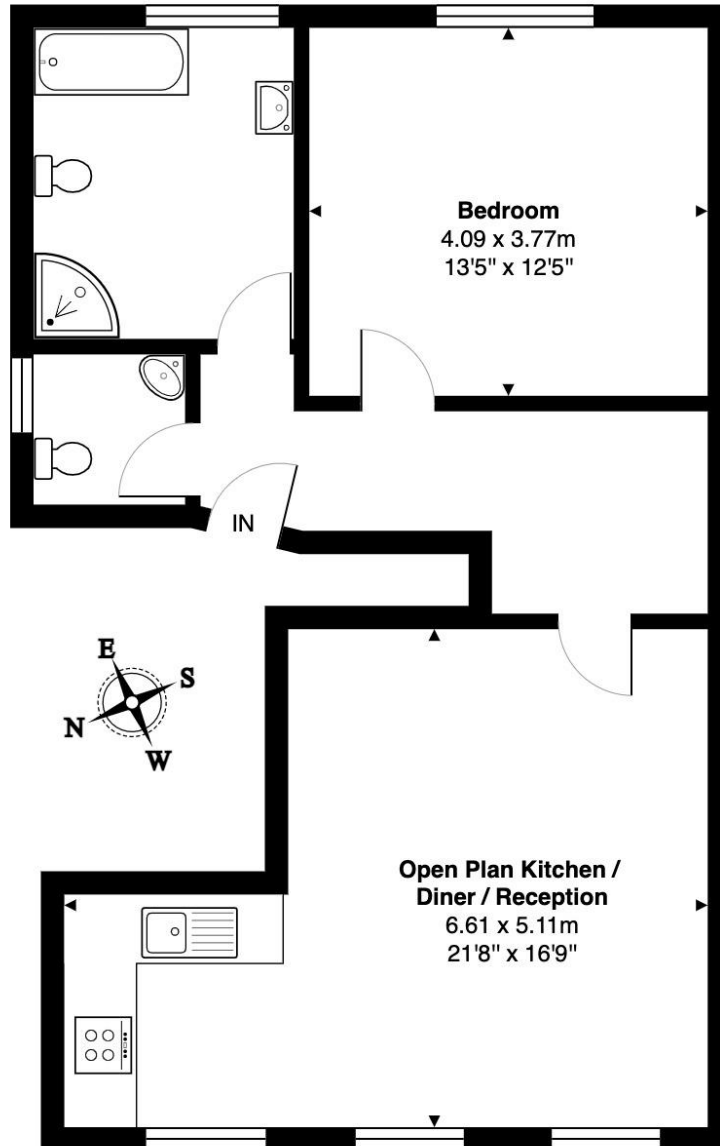 Bedroom
4.09 x 3.77m
13'5" x 12'5"
IN
E
S
N
W
Open Plan Kitchen /
Diner / Reception
6.61 x 5.11m
21'8" x 16'9"